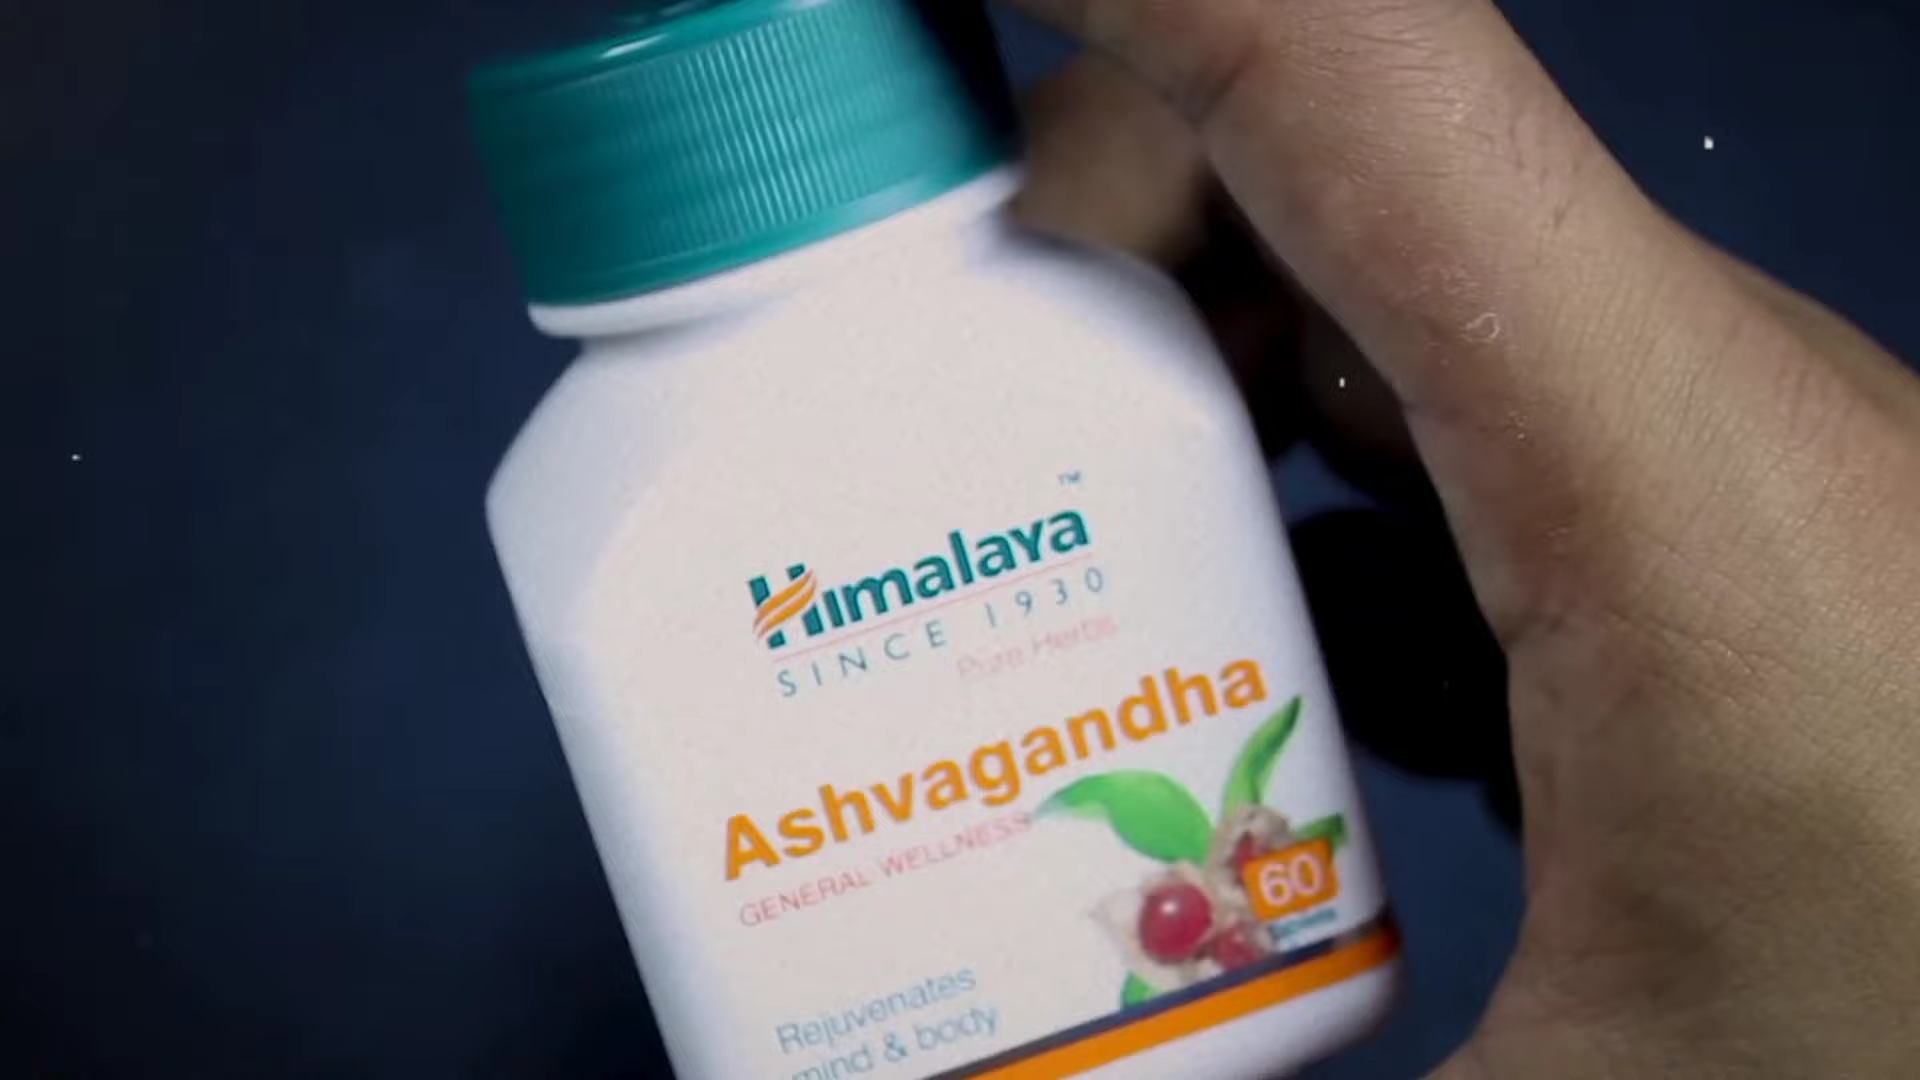 Himalaya
™
SINCE 1930
Pure Herbs
Ashvagandha
GENERAL WELLNESS
60
Rejuvenates
mind & body